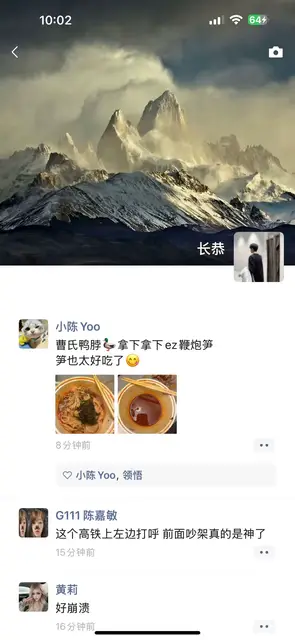 10:02
64
长恭
小陈 Yoo
曹氏鸭脖🦆拿下拿下ez鞭炮笋
笋也太好吃了😋
8分钟前
小陈 Yoo, 领悟
G111 陈嘉敏
这个高铁上左边打呼 前面吵架真的是神了
15分钟前
黄莉
好崩溃
16分钟前